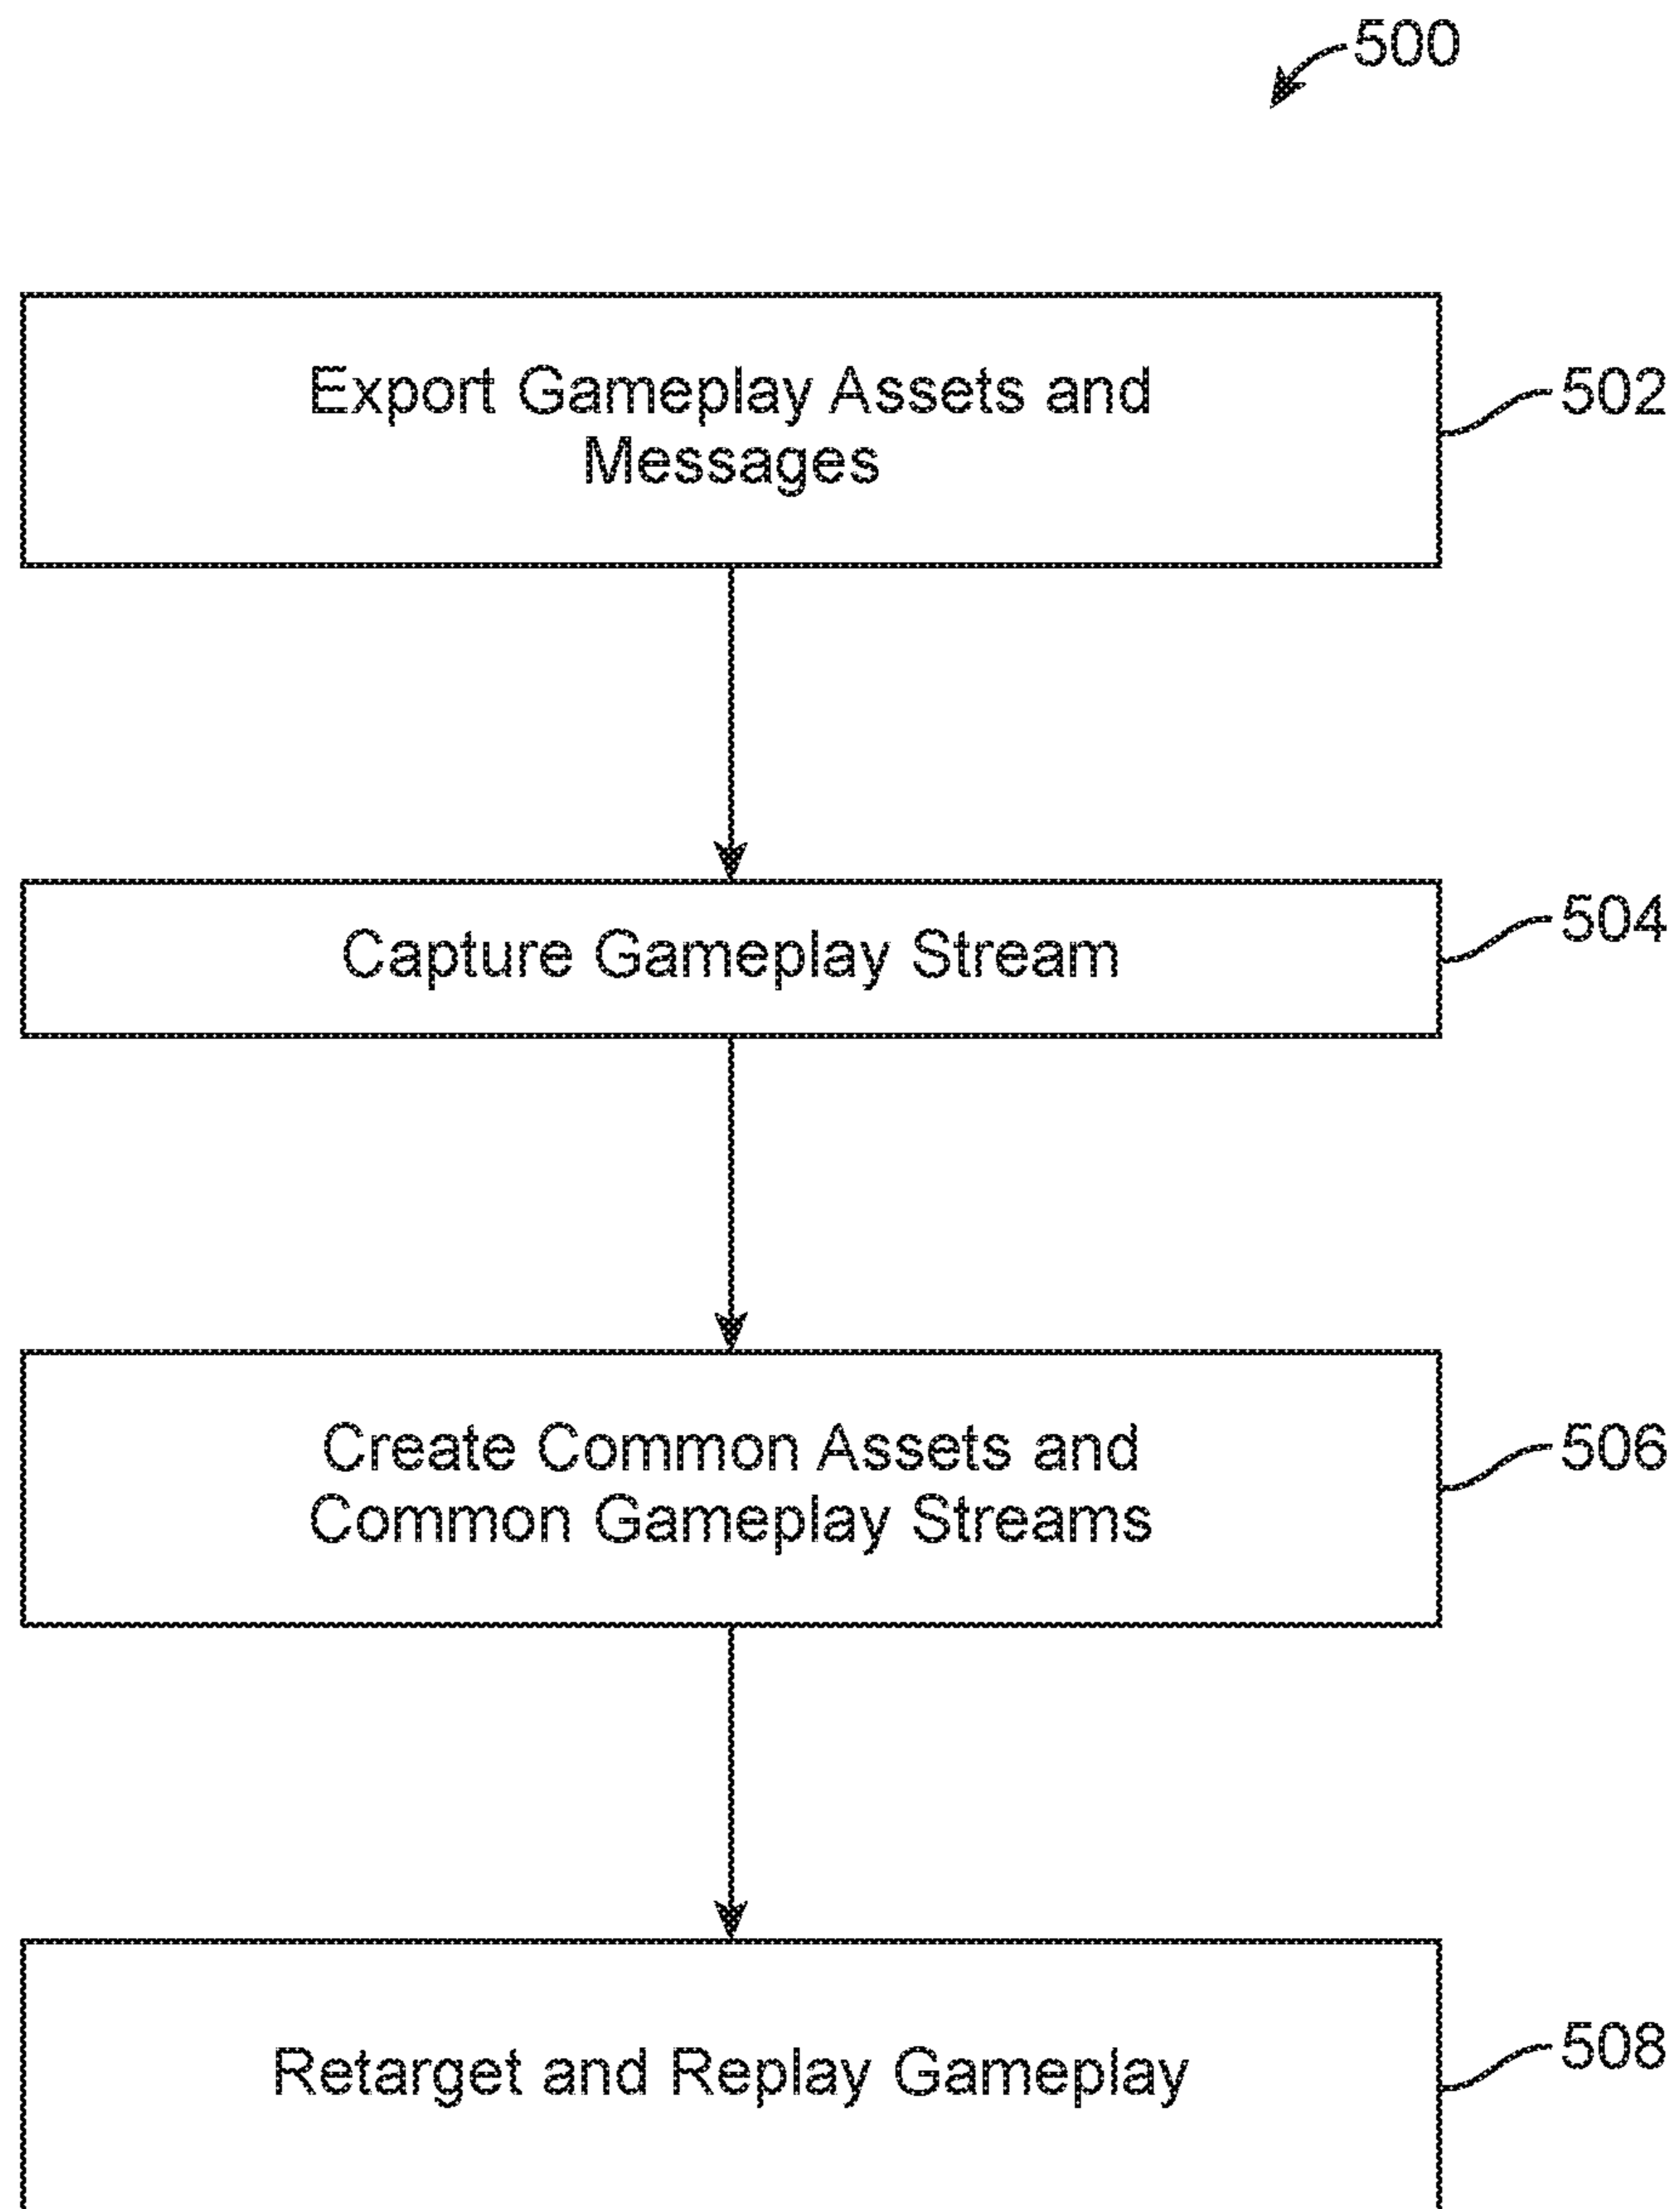 500
Export Gameplay Assets and
Messages
502
Capture Gameplay Stream
504
Create Common Assets and
Common Gameplay Streams
506
Retarget and Replay Gameplay
508